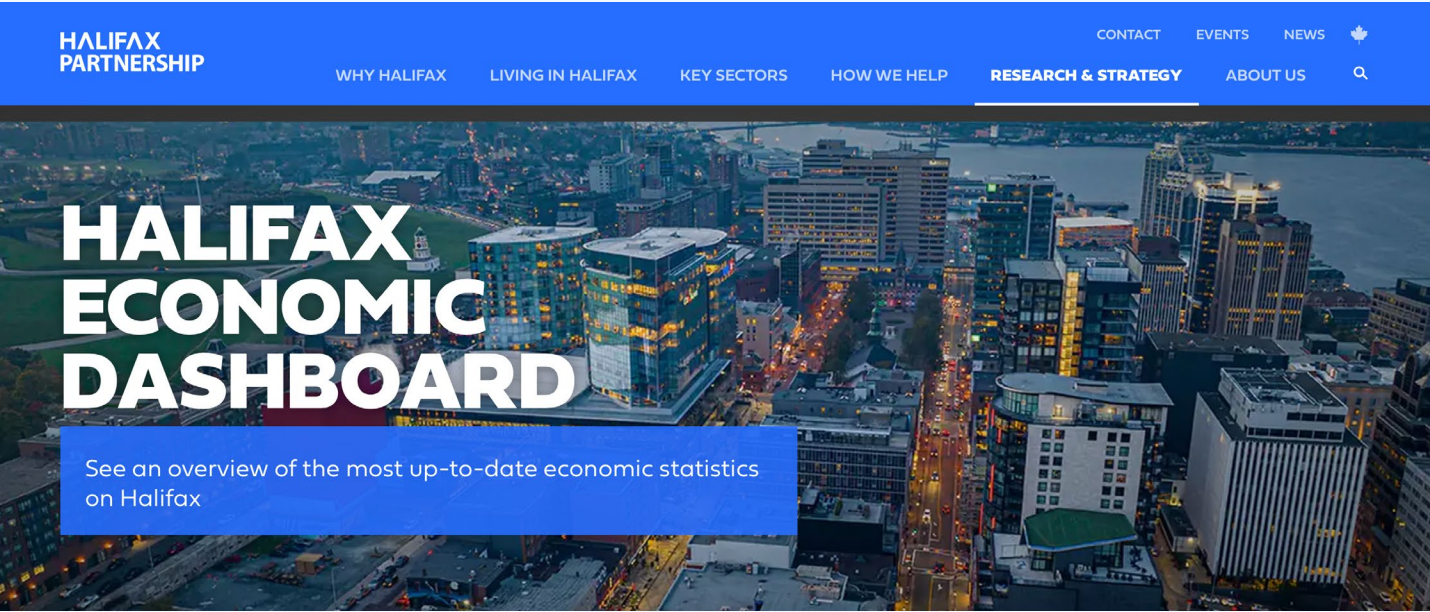 HALIFAX
PARTNERSHIP
CONTACT EVENTS NEWS
WHY HALIFAX LIVING IN HALIFAX KEY SECTORS HOW WE HELP RESEARCH & STRATEGY ABOUT US
HALIFAX
ECONOMIC
DASHBOARD
See an overview of the most up-to-date economic statistics
on Halifax